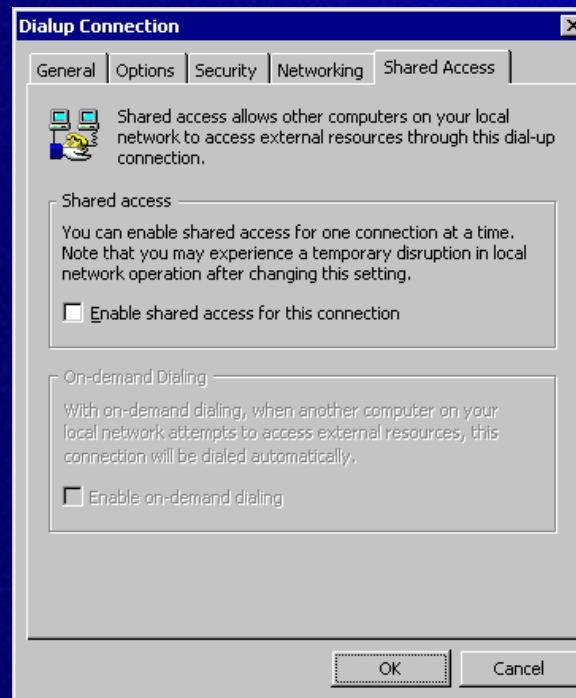 Dialup Connection
General Options Security Networking Shared Access
Shared access allows other computers on your local
network to access external resources through this dial-up
connection.
Shared access
You can enable shared access for one connection at a time.
Note that you may experience a temporary disruption in local
network operation after changing this setting.
Enable shared access for this connection
On-demand Dialing
With on-demand dialing, when another computer on your
local network attempts to access external resources, this
connection will be dialed automatically.
Enable on-demand dialing
OK Cancel